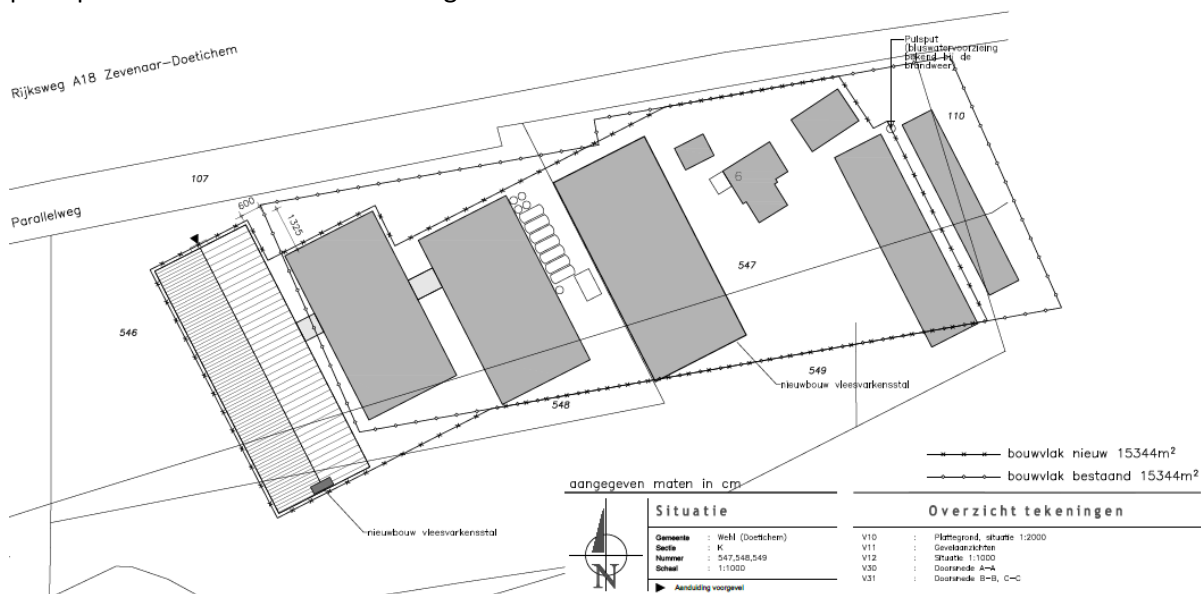 Rijksweg A18 Zevenaar-Doetichem
Pulsput
(bluswatervoorzieing
bekend bij de
brandweer)
110
107
Parallelweg
600
1325
6
547
546
549
nieuwbouw vleesvarkensstal
548
bouwvlak nieuw 15344m²
bouwvlak bestaand 15344m²
aangegeven maten in cm
nieuwbouw vleesvarkensstal
Situatie
Gemeente : Wehl (Doetichem)
Sectie : K
Nummer : 547,548,549
Schaal : 1:1000
Aanduiding voorgevel
N
Overzicht tekeningen
V10 : Plattegrond, situatie 1:2000
V11 : Gevelaanzichten
V12 : Situatie 1:1000
V30 : Doorsnede A-A
V31 : Doorsnede B-B, C-C